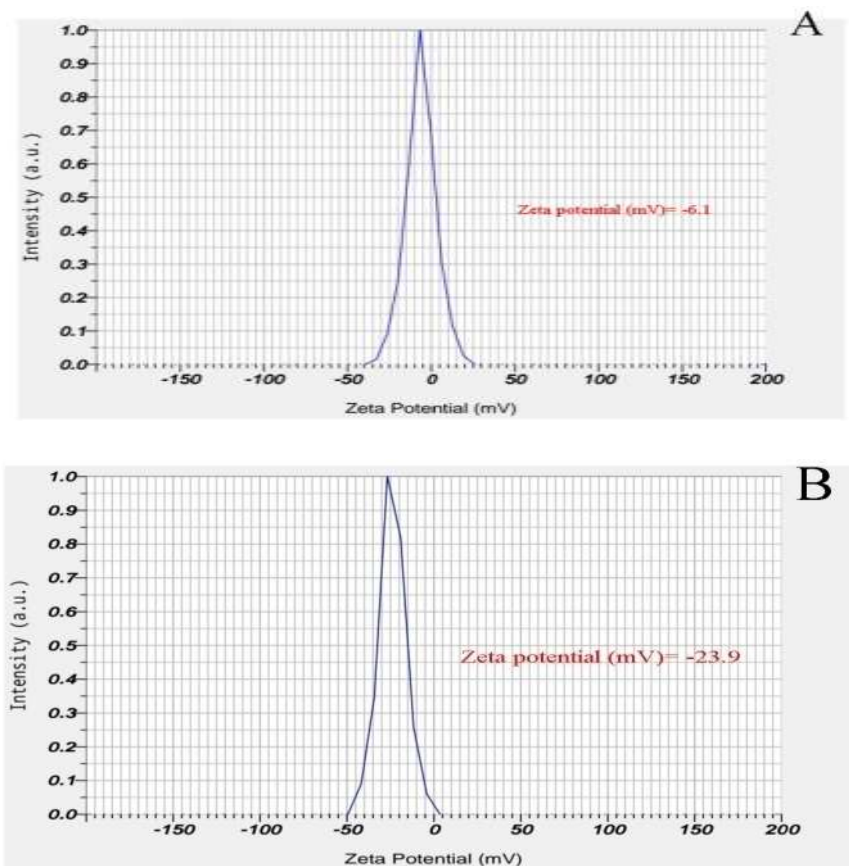 A
1.0
0.9
0.8
0.7
0.6
0.5
0.4
0.3
0.2
0.1
0.0
Intensity (a.u.)
Zeta potential (mV)= -6.1
-150 -100 -50 0 50 100 150 200
Zeta Potential (mV)
B
1.0
0.9
0.8
0.7
0.6
0.5
0.4
0.3
0.2
0.1
0.0
Intensity (a.u.)
Zeta potential (mV)= -23.9
-150 -100 -50 0 50 100 150 200
Zeta Potential (mV)